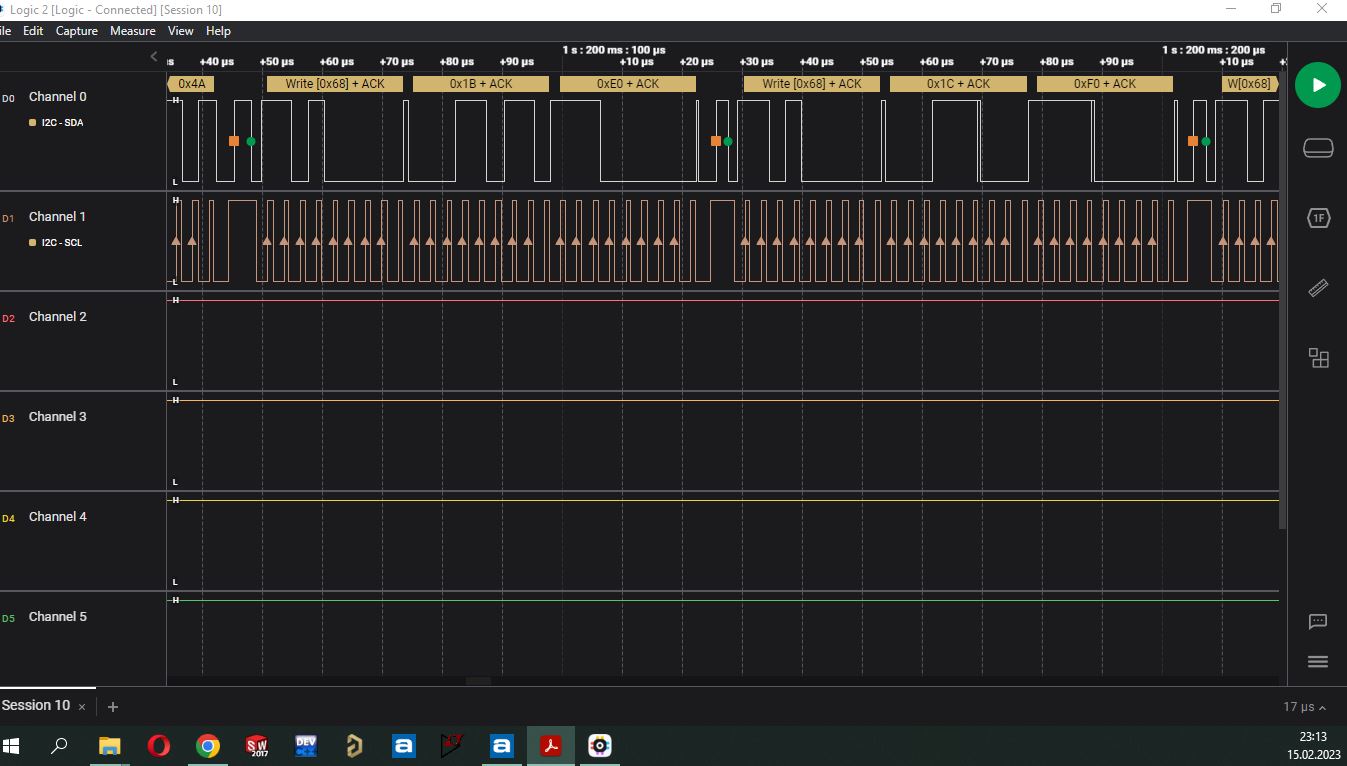 Logic 2 [Logic - Connected] [Session 10]
ile Edit Capture Measure View Help
1 s : 200 ms : 100 µs 1 s : 200 ms : 200 µs
s +40 µs +50 µs +60 µs +70 µs +80 µs +90 µs +10 µs +20 µs +30 µs +40 µs +50 µs +60 µs +70 µs +80 µs +90 µs +10 µs
0x4A Write [0x68] + ACK 0x1B + ACK 0xE0 + ACK Write [0x68] + ACK 0x1C + ACK 0xF0 + ACK W[0x68]
D0 Channel 0 H
I2C - SDA
L
D1 Channel 1 H
I2C - SCL
L
1F
D2 Channel 2 H
L
D3 Channel 3 H
L
D4 Channel 4 H
L
D5 Channel 5 H
Session 10 × + 17 µs
SW 2017 DEV a a
23:13
15.02.2023